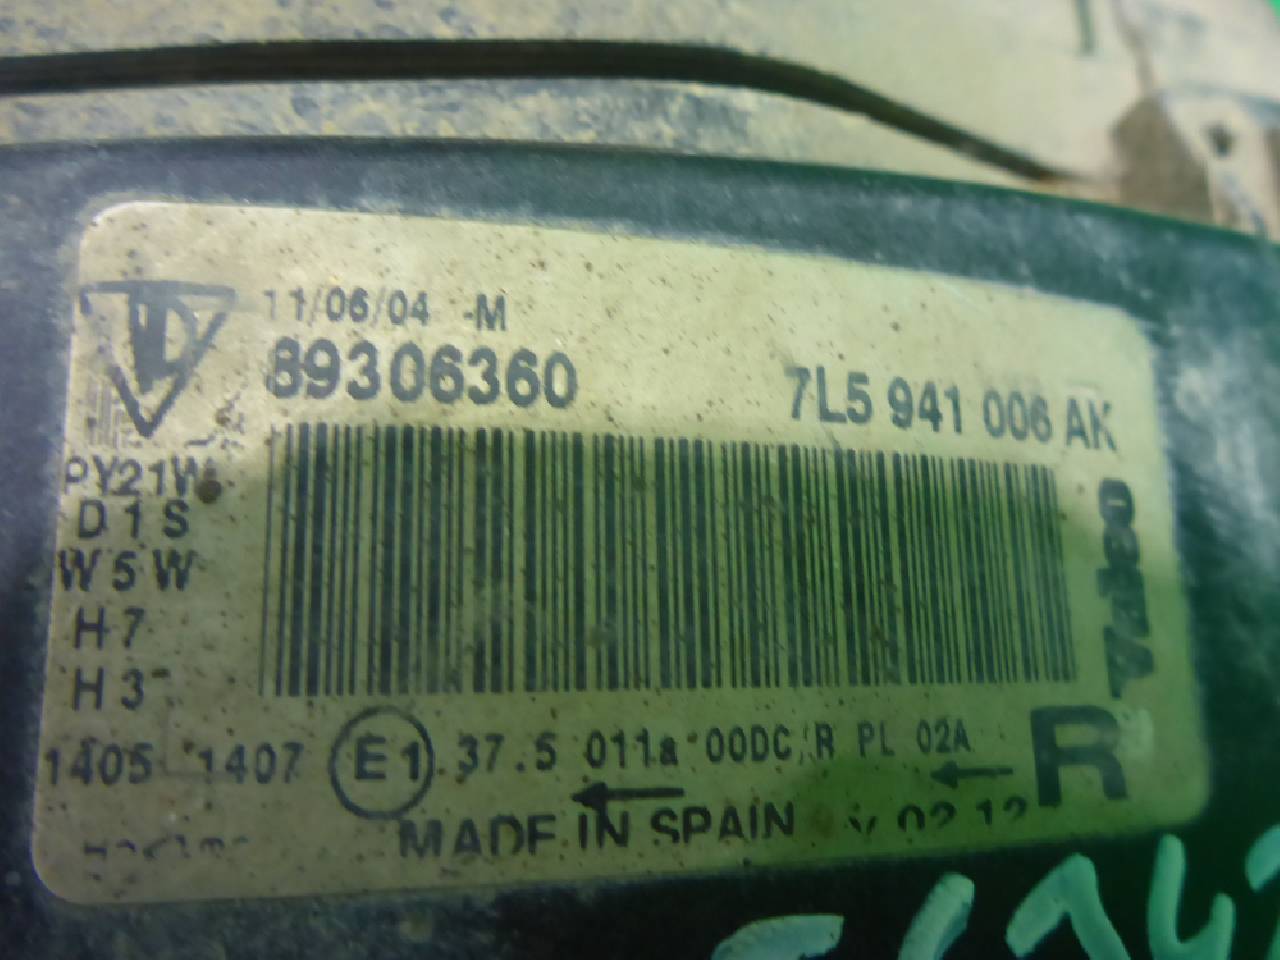 11/06/04 -M
89306360
7L5 941 006 AK
PY21W
D1S
W5W
H7
H3
Valeo
1405 1407 E1 37.5 011a 00DC/R PL 02A R
MADE IN SPAIN